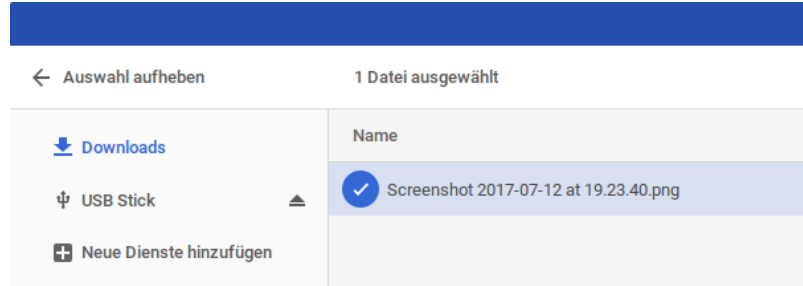 Auswahl aufheben
1 Datei ausgewählt
Downloads
USB Stick
Neue Dienste hinzufügen
Name
Screenshot 2017-07-12 at 19.23.40.png